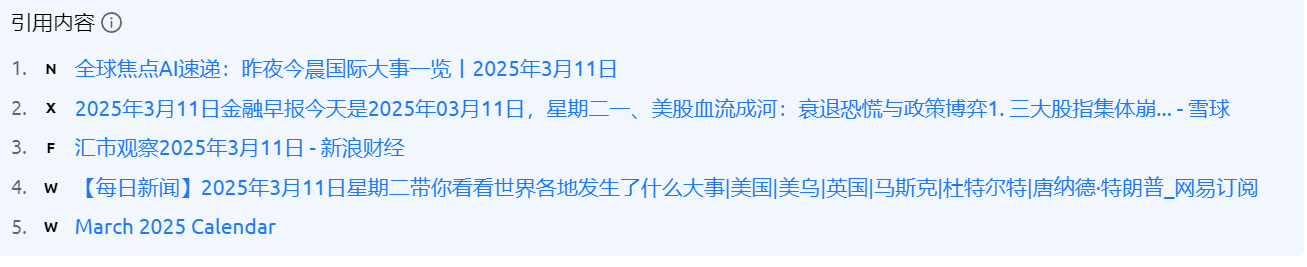 引用内容
1. N 全球焦点AI速递：昨夜今晨国际大事一览丨2025年3月11日
2. X 2025年3月11日金融早报今天是2025年03月11日，星期二一、美股血流成河：衰退恐慌与政策博弈1. 三大股指集体崩... - 雪球
3. F 汇市观察2025年3月11日 - 新浪财经
4. W 【每日新闻】2025年3月11日星期二带你看看世界各地发生了什么大事|美国|美乌|英国|马斯克|杜特尔特|唐纳德·特朗普_网易订阅
5. W March 2025 Calendar